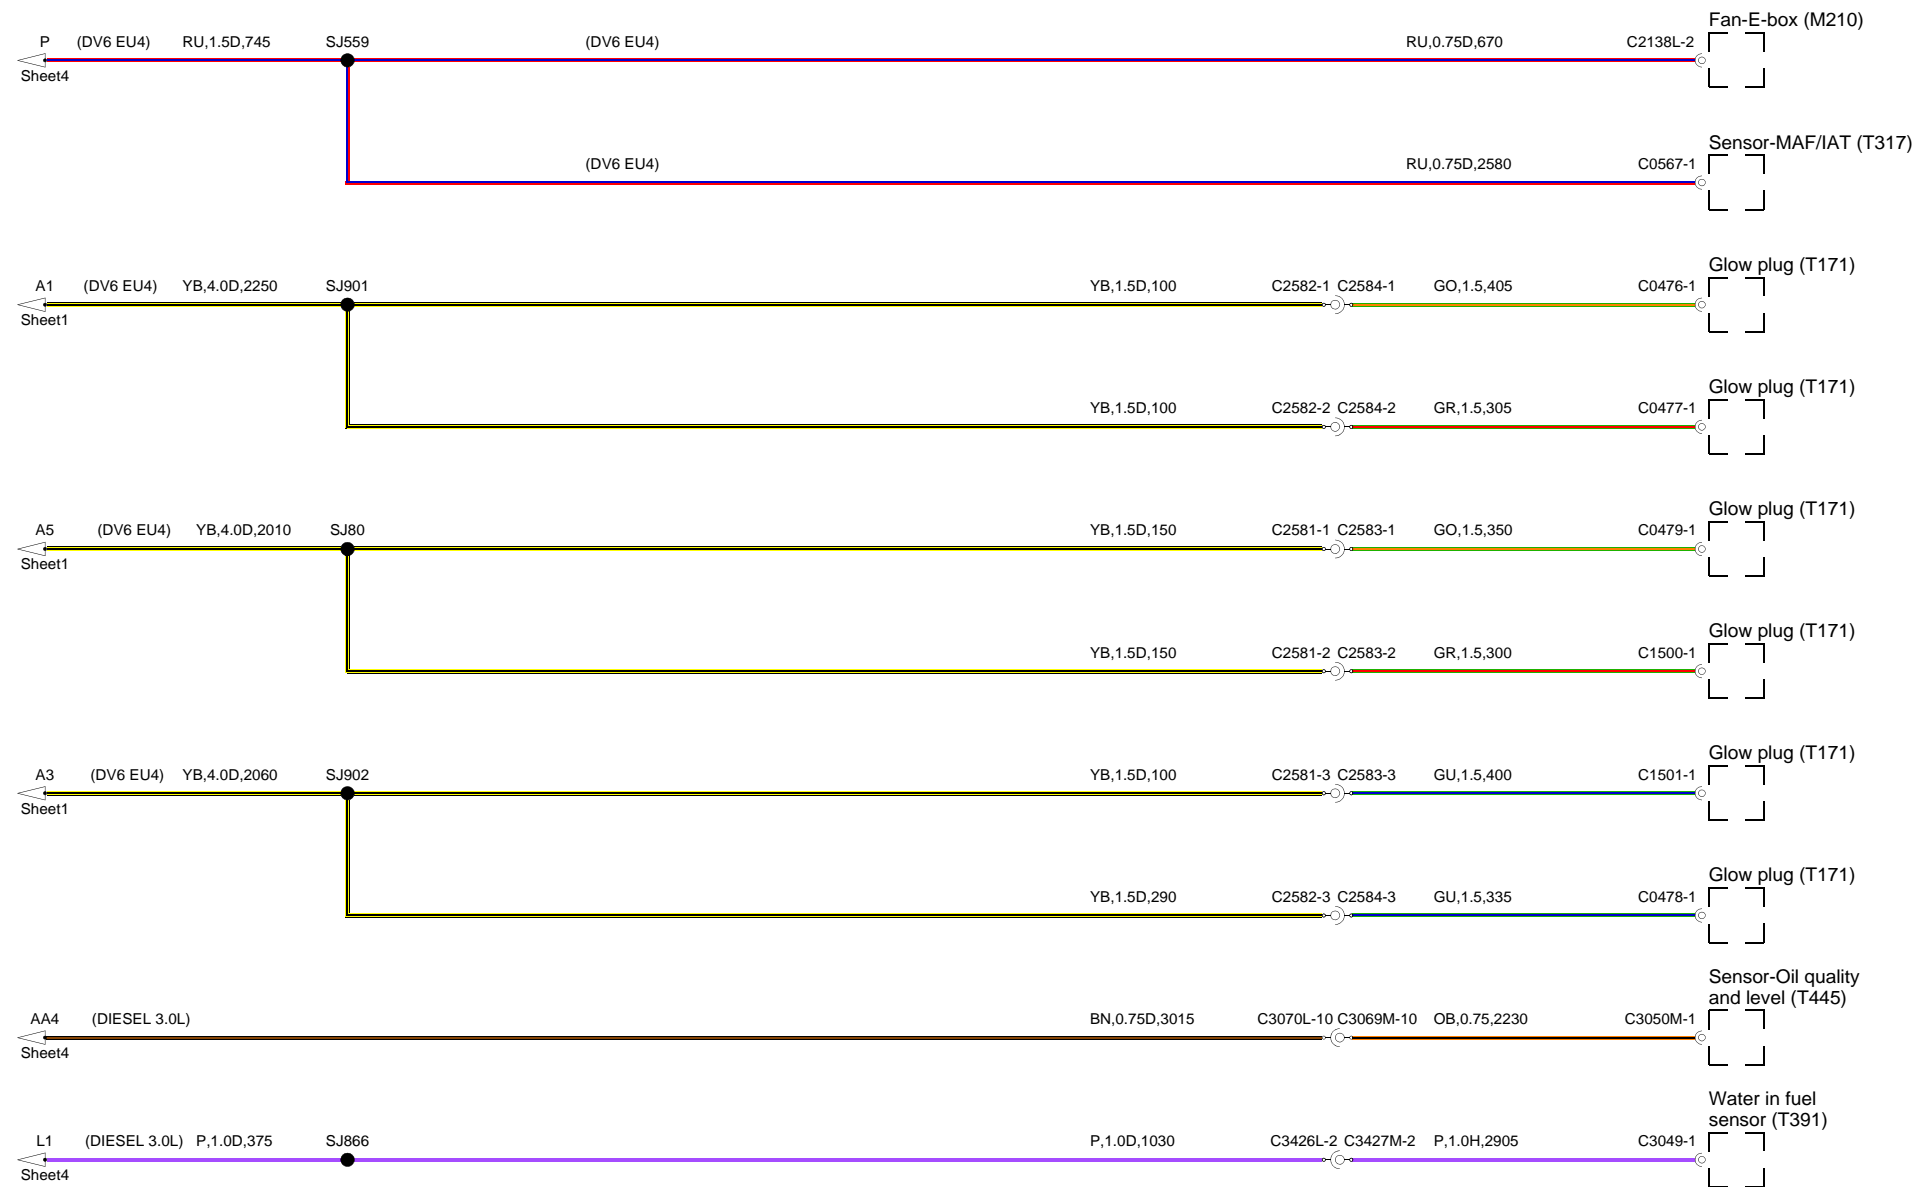 Fan-E-box (M210)
P (DV6 EU4) RU,1.5D,745 SJ559 (DV6 EU4) RU,0.75D,670 C2138L-2
Sheet4
Sensor-MAF/IAT (T317)
(DV6 EU4) RU,0.75D,2580 C0567-1
Glow plug (T171)
A1 (DV6 EU4) YB,4.0D,2250 SJ901 YB,1.5D,100 C2582-1 C2584-1 GO,1.5,405 C0476-1
Sheet1
Glow plug (T171)
YB,1.5D,100 C2582-2 C2584-2 GR,1.5,305 C0477-1
Glow plug (T171)
A5 (DV6 EU4) YB,4.0D,2010 SJ80 YB,1.5D,150 C2581-1 C2583-1 GO,1.5,350 C0479-1
Sheet1
Glow plug (T171)
YB,1.5D,150 C2581-2 C2583-2 GR,1.5,300 C1500-1
Glow plug (T171)
A3 (DV6 EU4) YB,4.0D,2060 SJ902 YB,1.5D,100 C2581-3 C2583-3 GU,1.5,400 C1501-1
Sheet1
Glow plug (T171)
YB,1.5D,290 C2582-3 C2584-3 GU,1.5,335 C0478-1
Sensor-Oil quality
and level (T445)
AA4 (DIESEL 3.0L) BN,0.75D,3015 C3070L-10 C3069M-10 OB,0.75,2230 C3050M-1
Sheet4
Water in fuel
sensor (T391)
L1 (DIESEL 3.0L) P,1.0D,375 SJ866 P,1.0D,1030 C3426L-2 C3427M-2 P,1.0H,2905 C3049-1
Sheet4